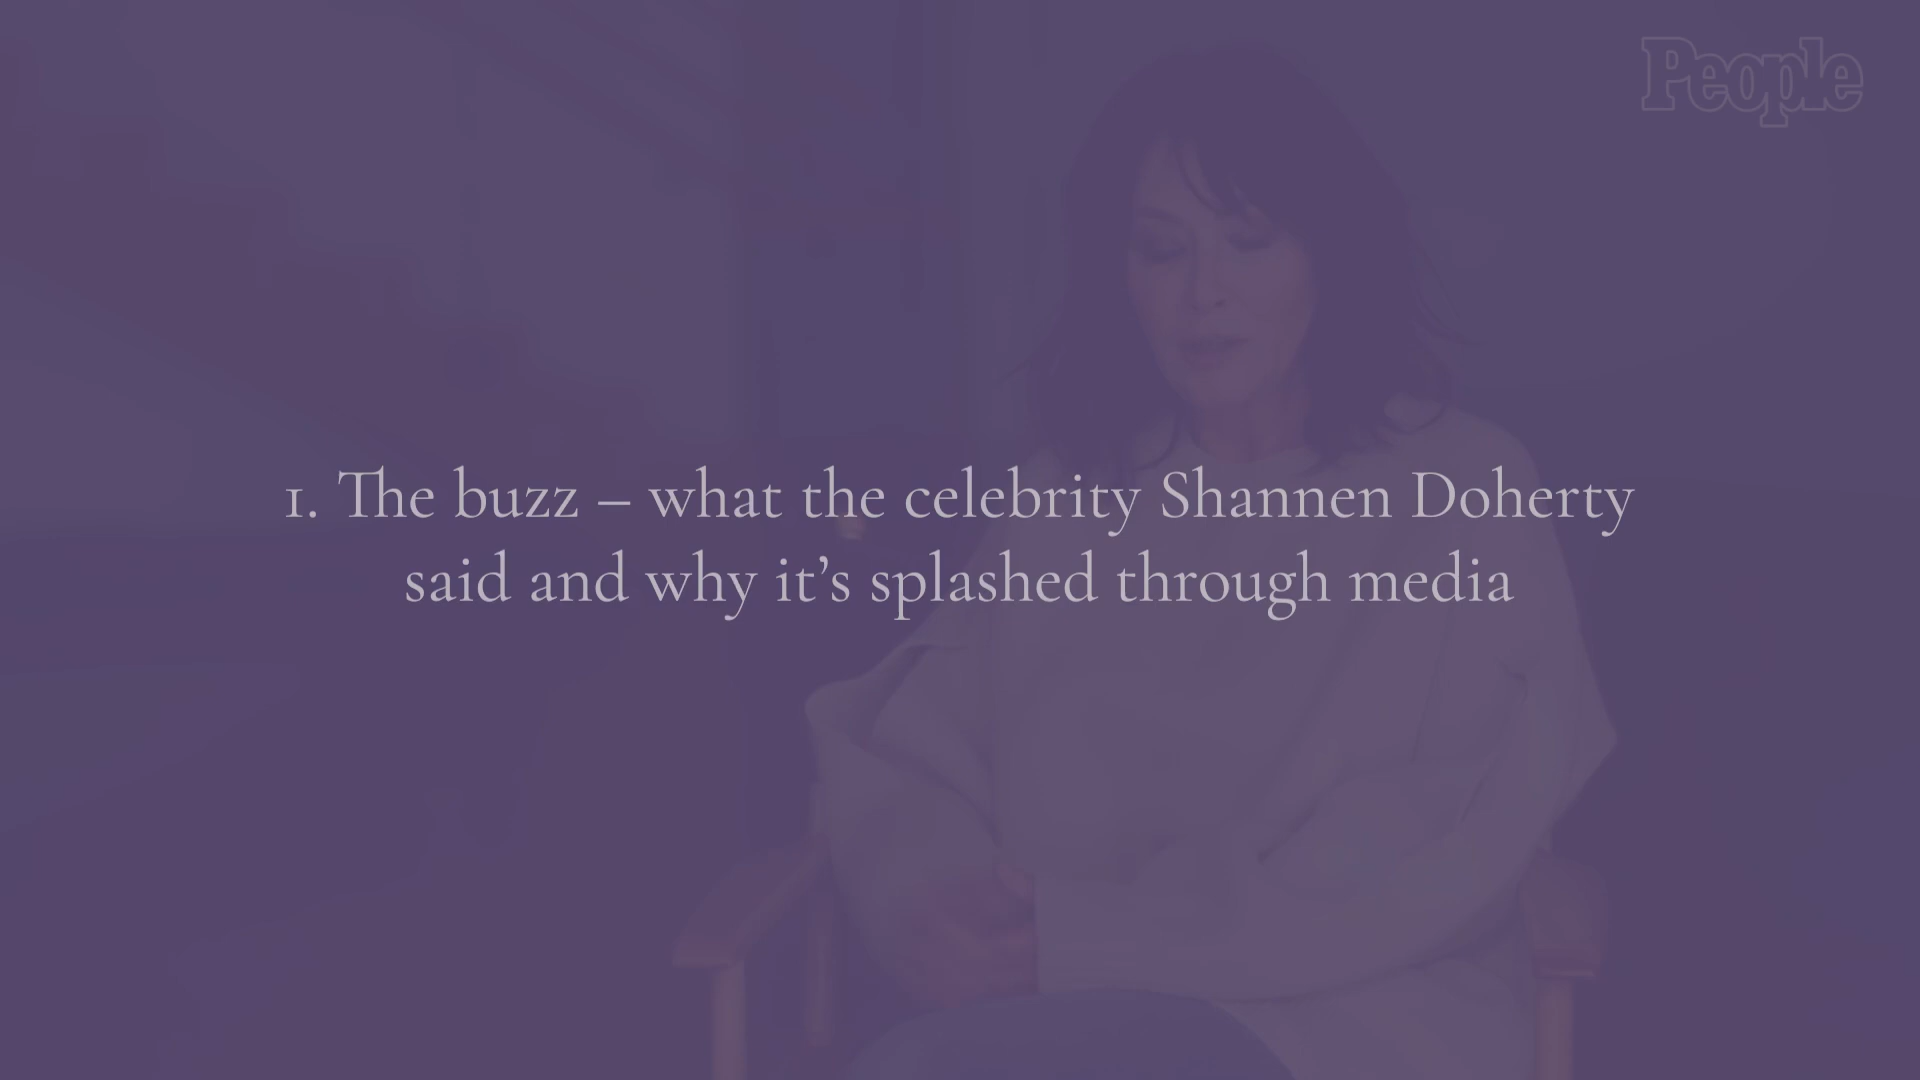 People
1. The buzz – what the celebrity Shannen Doherty
said and why it’s splashed through media